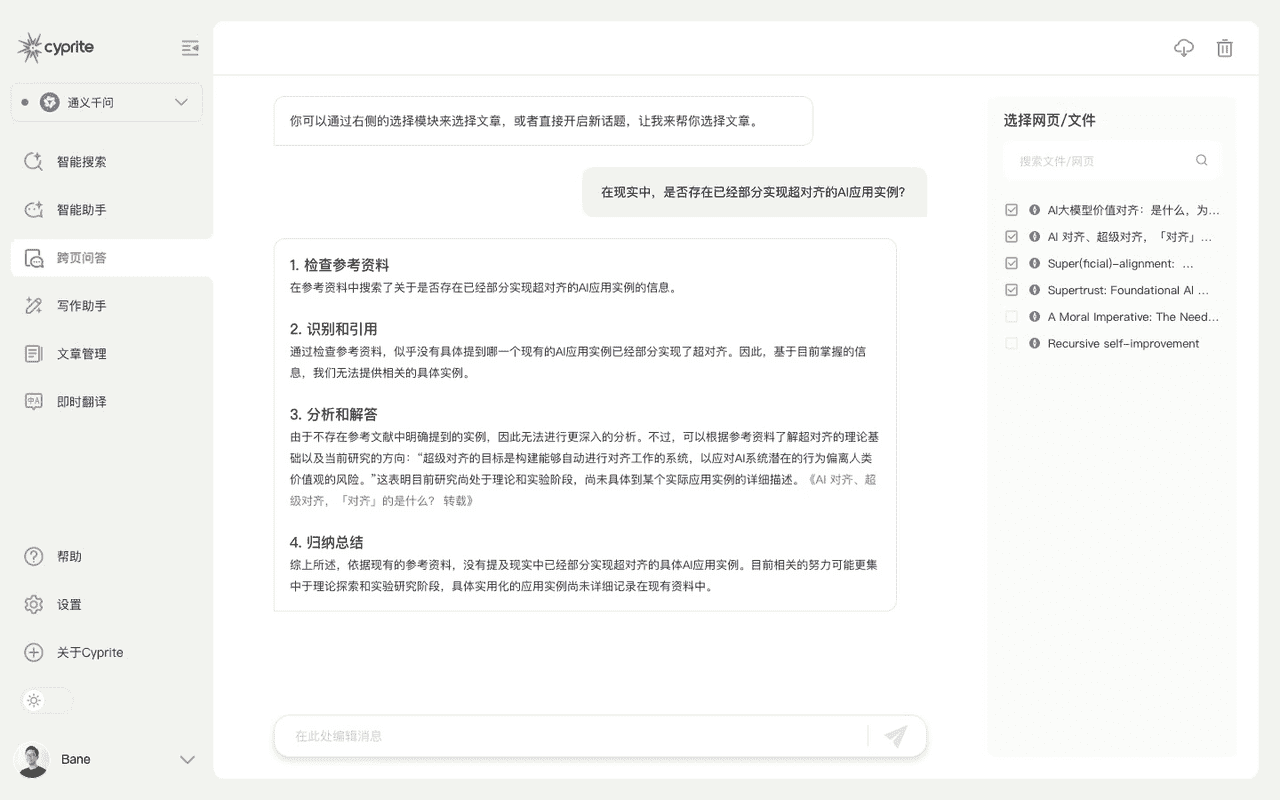 cyprite
通义千问
智能搜索
智能助手
跨页问答
写作助手
文章管理
即时翻译
帮助
设置
关于Cyprite
Bane
你可以通过右侧的选择模块来选择文章，或者直接开启新话题，让我来帮你选择文章。
在现实中，是否存在已经部分实现超对齐的AI应用实例？
1. 检查参考资料
在参考资料中搜索了关于是否存在已经部分实现超对齐的AI应用实例的信息。
2. 识别和引用
通过检查参考资料，似乎没有具体提到哪一个现有的AI应用实例已经部分实现了超对齐。因此，基于目前掌握的信
息，我们无法提供相关的具体实例。
3. 分析和解答
由于不存在参考文献中明确提到的实例，因此无法进行更深入的分析。不过，可以根据参考资料了解超对齐的理论基
础以及当前研究的方向：“超级对齐的目标是构建能够自动进行对齐工作的系统，以应对AI系统潜在的行为偏离人类
价值观的风险。”这表明目前研究尚处于理论和实验阶段，尚未具体到某个实际应用实例的详细描述。《AI 对齐、超
级对齐，「对齐」的是什么？ 转载》
4. 归纳总结
综上所述，依据现有的参考资料，没有提及现实中已经部分实现超对齐的具体AI应用实例。目前相关的努力可能更集
中于理论探索和实验研究阶段，具体实用化的应用实例尚未详细记录在现有资料中。
在此处编辑消息
选择网页/文件
搜索文件/网页
AI大模型价值对齐：是什么，为...
AI 对齐、超级对齐，「对齐」...
Super(ficial)-alignment: ...
Supertrust: Foundational AI ...
A Moral Imperative: The Need...
Recursive self-improvement